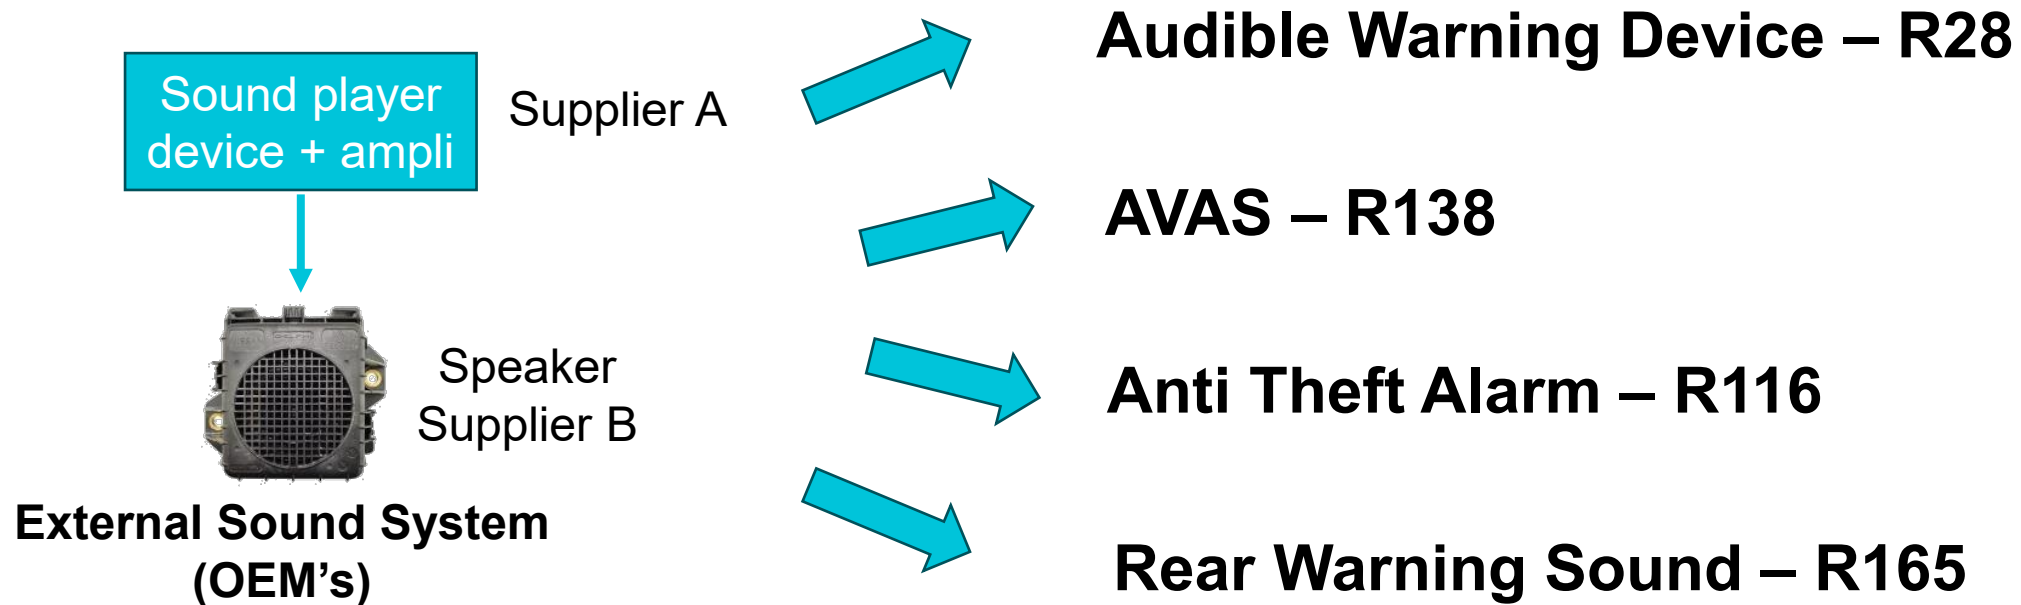 Sound player
device + ampli
Supplier A
Speaker
Supplier B
External Sound System
(OEM’s)
Audible Warning Device – R28
AVAS – R138
Anti Theft Alarm – R116
Rear Warning Sound – R165